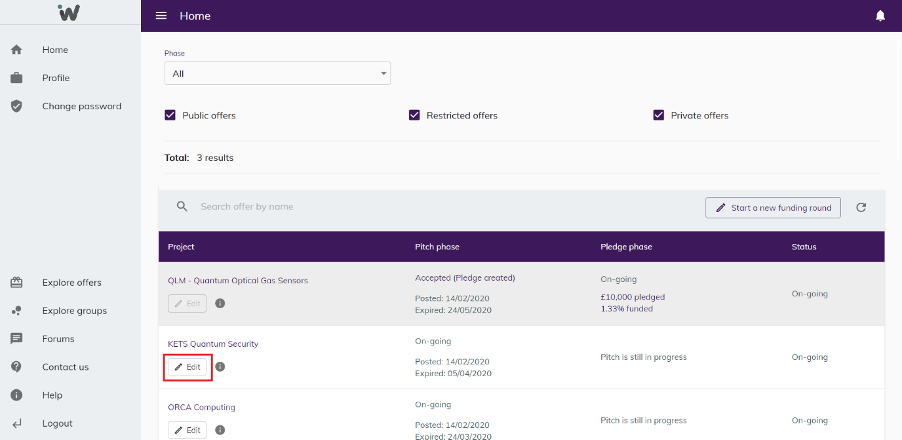 W
Home
Home
Profile
Change password
Phase
All
Public offers
Restricted offers
Private offers
Total: 3 results
Search offer by name
Start a new funding round
Project
Pitch phase
Pledge phase
Status
QLM - Quantum Optical Gas Sensors
Edit
Accepted (Pledge created)
Posted: 14/02/2020
Expired: 24/05/2020
On-going
£10,000 pledged
1.33% funded
On-going
KETS Quantum Security
Edit
On-going
Posted: 14/02/2020
Expired: 05/04/2020
Pitch is still in progress
On-going
ORCA Computing
Edit
On-going
Posted: 14/02/2020
Expired: 24/03/2020
Pitch is still in progress
On-going
Explore offers
Explore groups
Forums
Contact us
Help
Logout